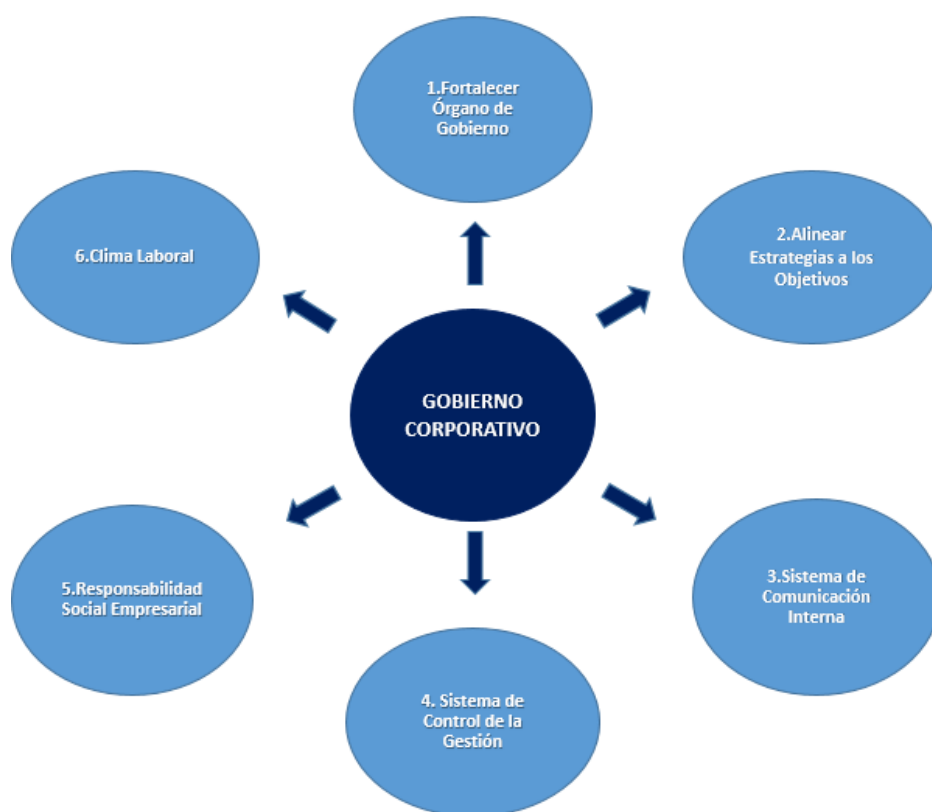 1.Fortalecer
Órgano de
Gobierno
2.Alinear
Estrategias a los
Objetivos
3.Sistema de
Comunicación
Interna
4. Sistema de
Control de la
Gestión
5.Responsabilidad
Social Empresarial
6.Clima Laboral
GOBIERNO
CORPORATIVO